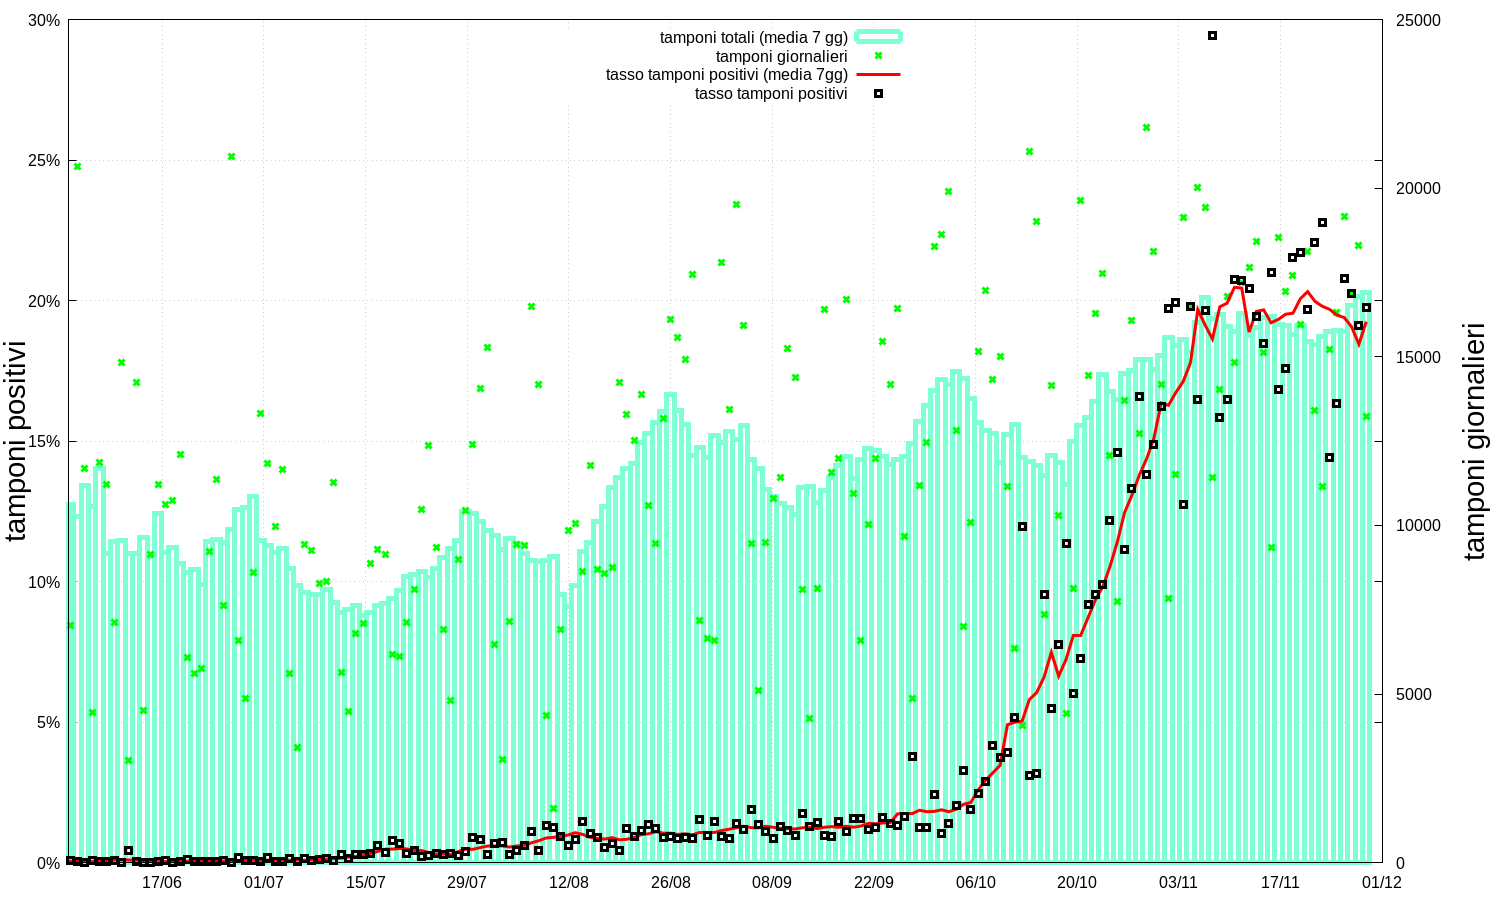 tamponi totali (media 7 gg)
tamponi giornalieri
tasso tamponi positivi (media 7gg)
tasso tamponi positivi
tamponi positivi
30%
25%
20%
15%
10%
5%
0%
25000
20000
15000
10000
5000
0
tamponi giornalieri
17/06 01/07 15/07 29/07 12/08 26/08 08/09 22/09 06/10 20/10 03/11 17/11 01/12